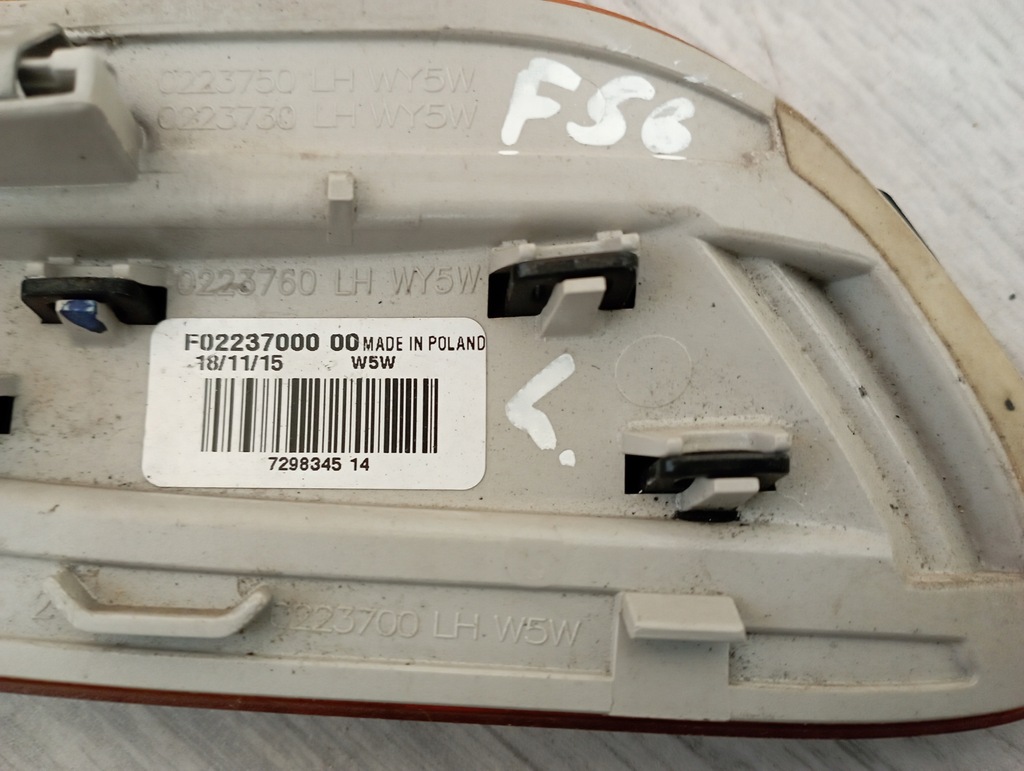 0223750 LH WY5W
0223730 LH WY5W
F56
0223760 LH WY5W
F02237000 00 MADE IN POLAND
18/11/15 W5W
7298345 14
L.
0223700 LH W5W